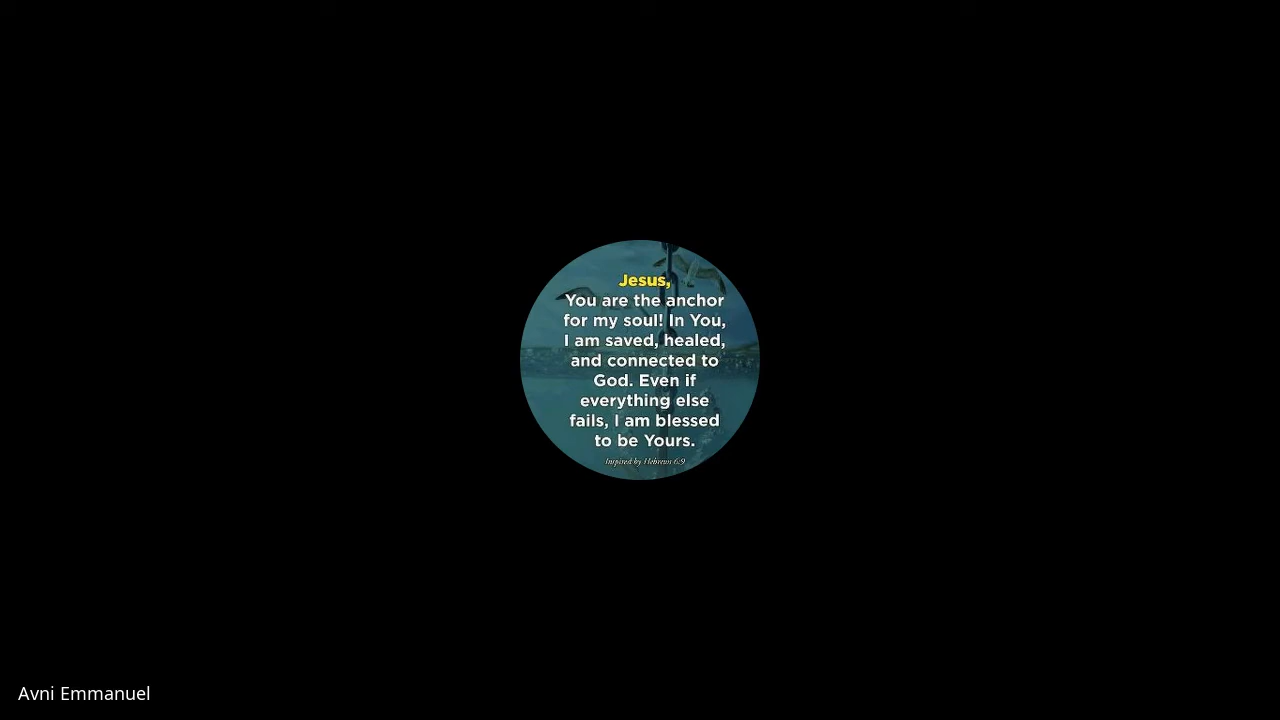 Jesus,
You are the anchor
for my soul! In You,
I am saved, healed,
and connected to
God. Even if
everything else
fails, I am blessed
to be Yours.
Inspired by Hebrews 6:9
Avni Emmanuel